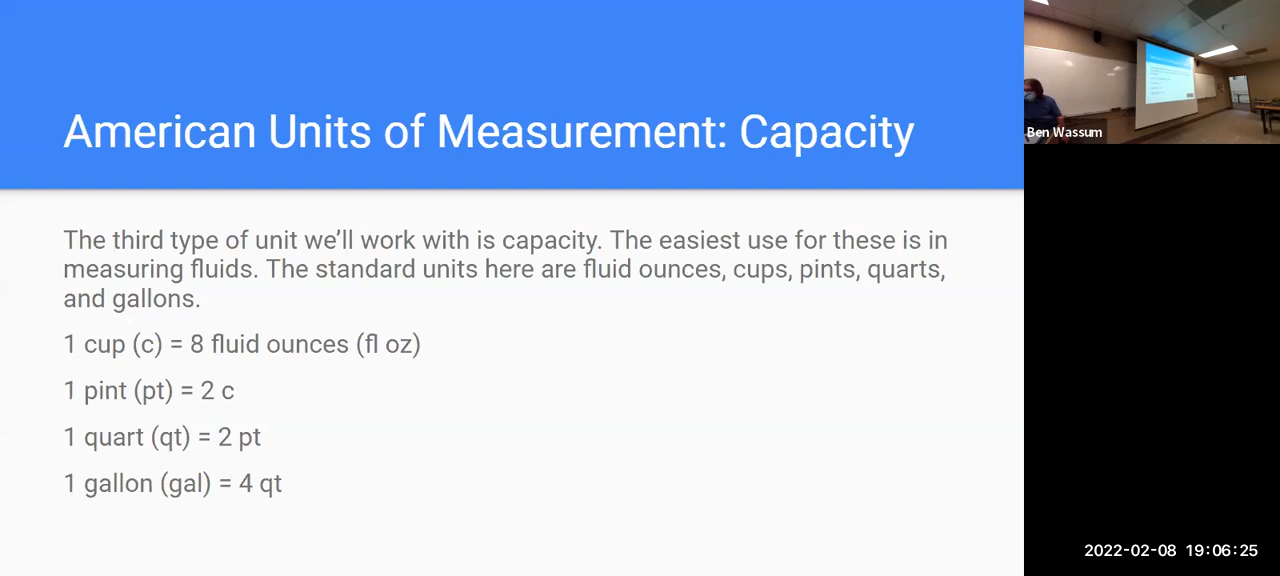 American Units of Measurement: Capacity
The third type of unit we’ll work with is capacity. The easiest use for these is in
measuring fluids. The standard units here are fluid ounces, cups, pints, quarts,
and gallons.
1 cup (c) = 8 fluid ounces (fl oz)
1 pint (pt) = 2 c
1 quart (qt) = 2 pt
1 gallon (gal) = 4 qt
Ben Wassum
2022-02-08 19:06:25